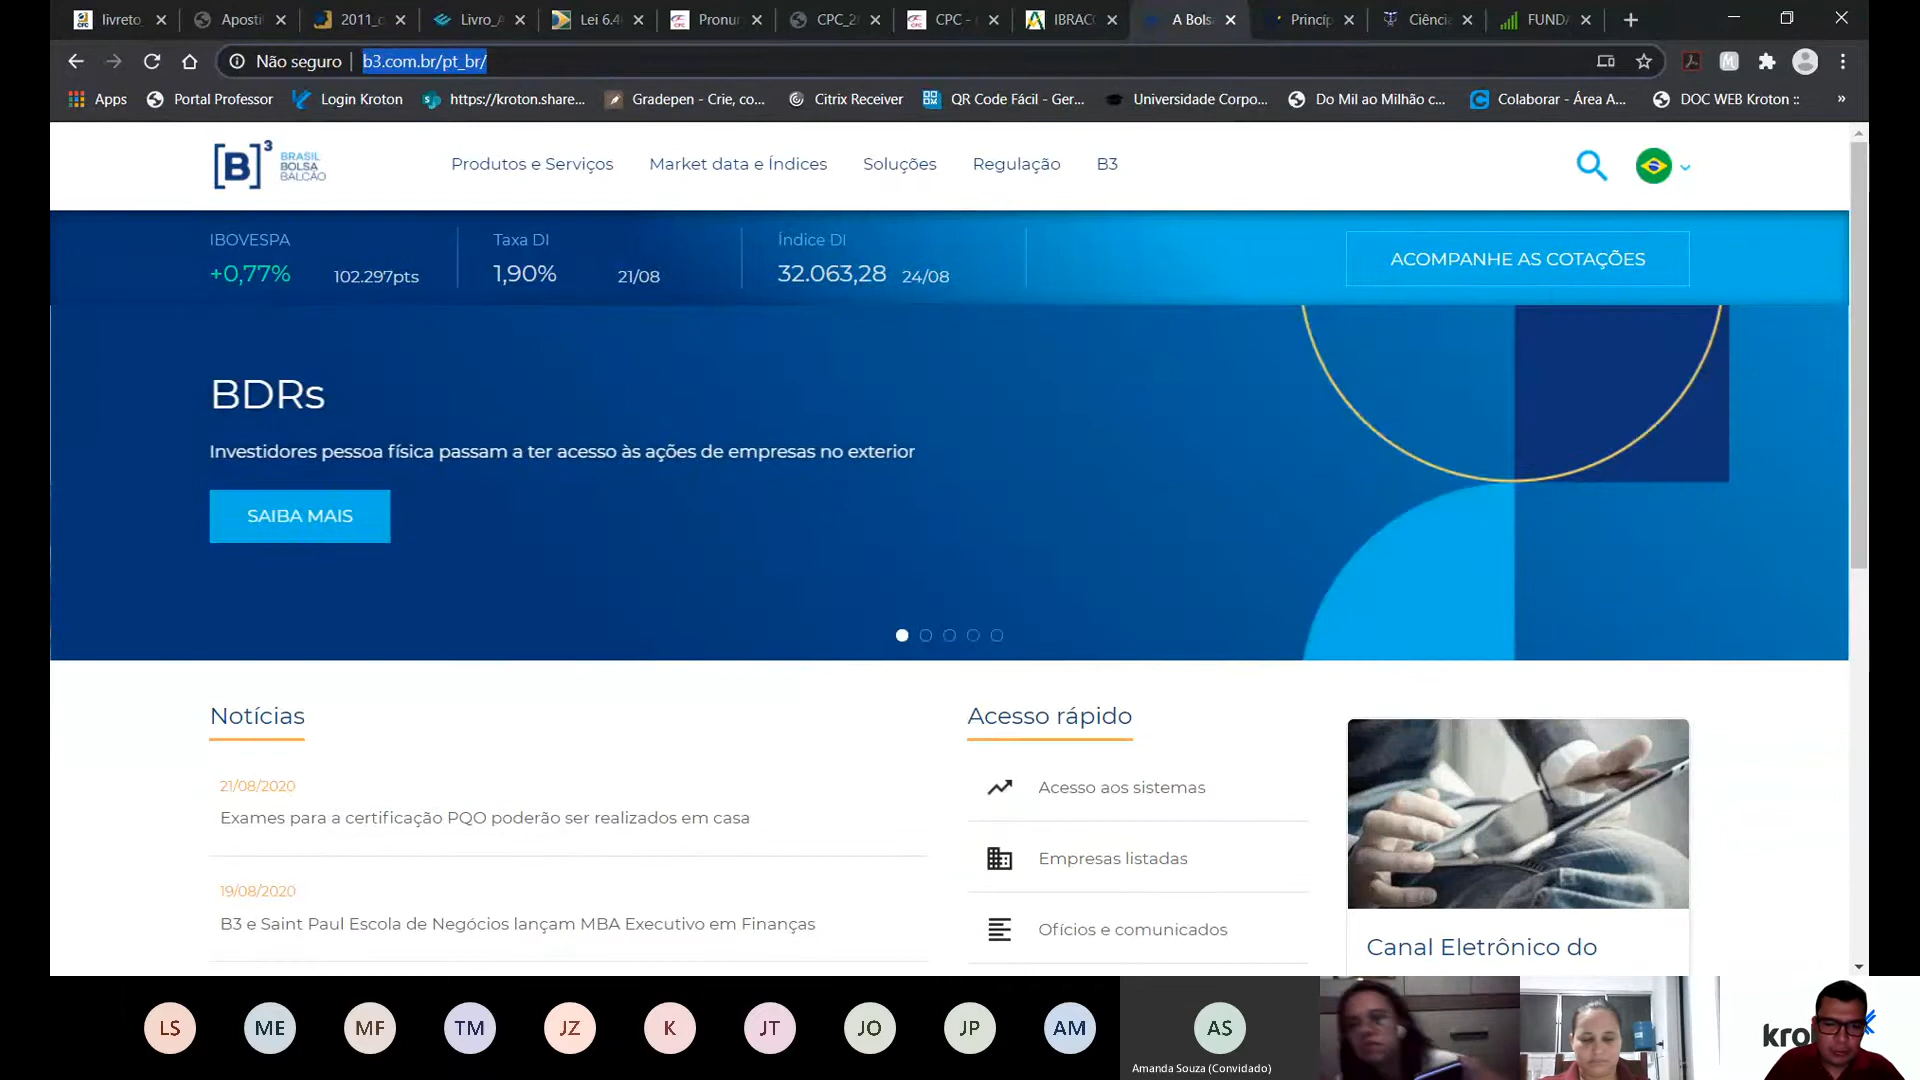 livreto
Aposti
2011_c
Livro_A
Lei 6.4
Pronun
CPC_2
CPC -
IBRAC
A Bols
Princíp
Ciênci
FUND
Não seguro
b3.com.br/pt_br/
Apps
Portal Professor
Login Kroton
https://kroton.share...
Gradepen - Crie, co...
Citrix Receiver
QR Code Fácil - Ger...
Universidade Corpo...
Do Mil ao Milhão c...
Colaborar - Área A...
DOC WEB Kroton ::
»
[B]³ BRASIL
BOLSA
BALCÃO
Produtos e Serviços
Market data e Índices
Soluções
Regulação
B3
IBOVESPA
+0,77% 102.297pts
Taxa DI
1,90% 21/08
Índice DI
32.063,28 24/08
ACOMPANHE AS COTAÇÕES
BDRs
Investidores pessoa física passam a ter acesso às ações de empresas no exterior
SAIBA MAIS
Notícias
21/08/2020
Exames para a certificação PQO poderão ser realizados em casa
19/08/2020
B3 e Saint Paul Escola de Negócios lançam MBA Executivo em Finanças
Acesso rápido
Acesso aos sistemas
Empresas listadas
Ofícios e comunicados
Canal Eletrônico do
LS
ME
MF
TM
JZ
K
JT
JO
JP
AM
AS
Amanda Souza (Convidado)
kro